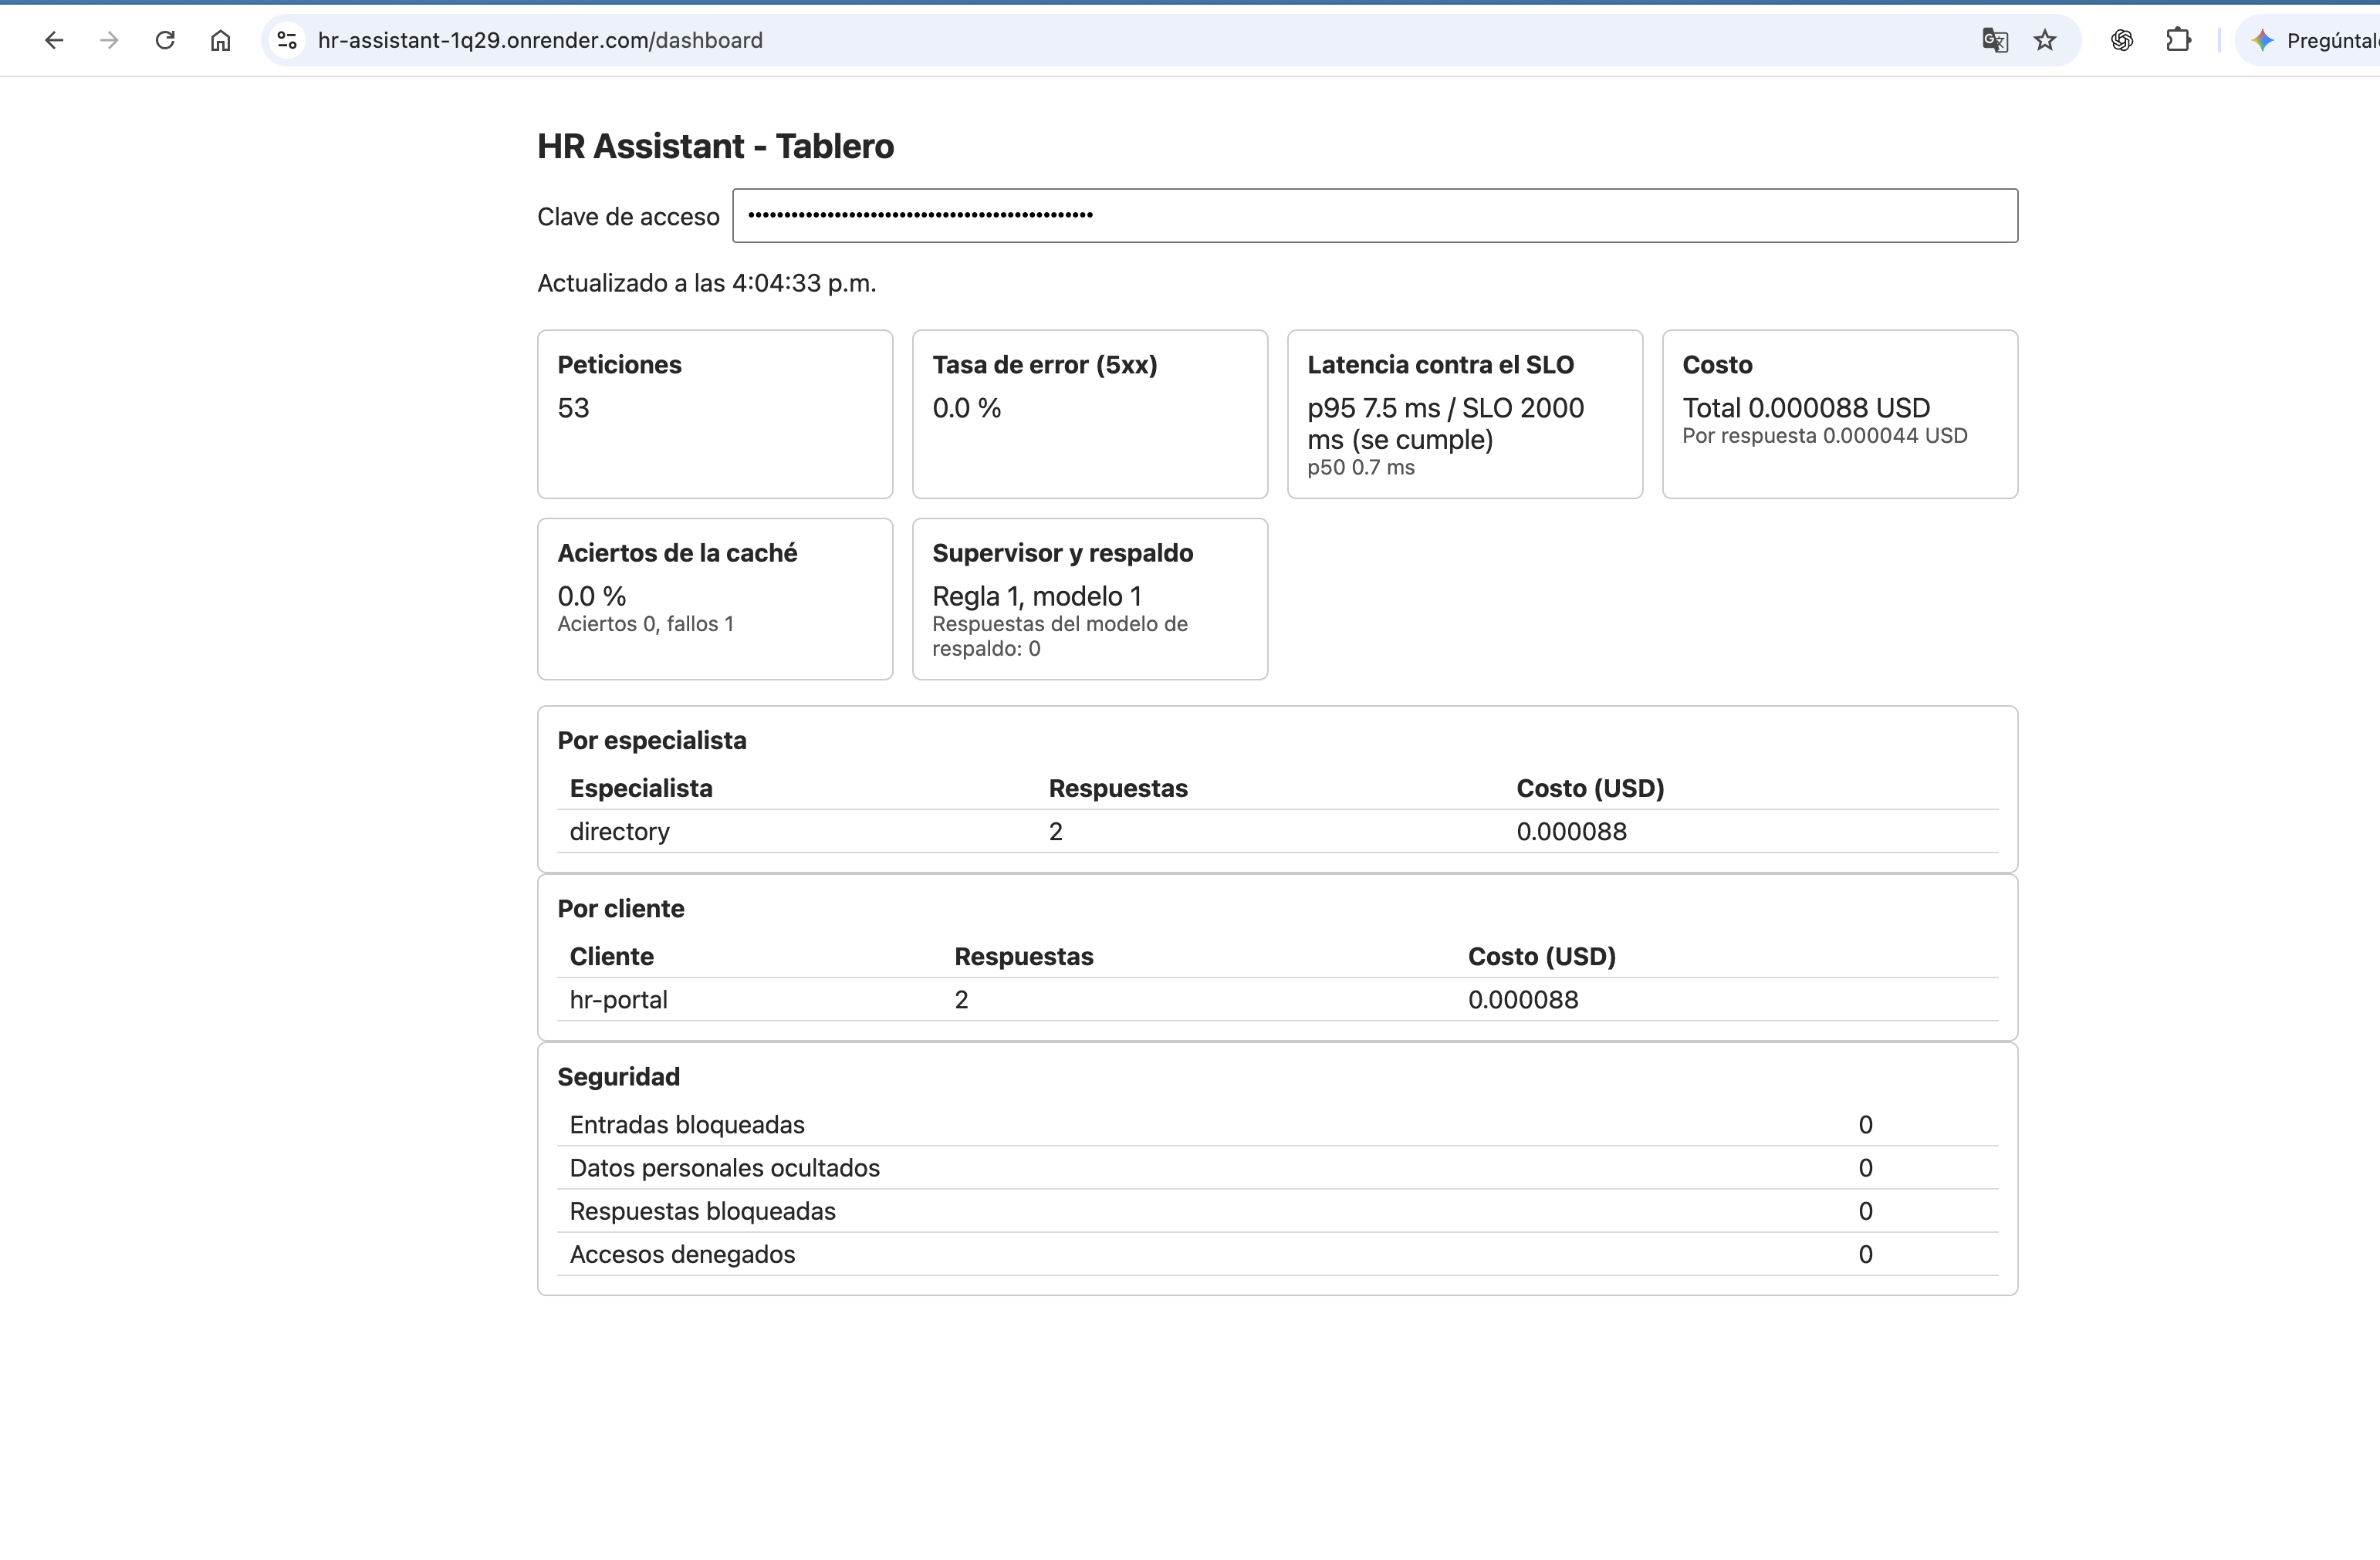 hr-assistant-1q29.onrender.com/dashboard
HR Assistant - Tablero
Clave de acceso ••••••••••••••••••••••••••••••••••••••••••••••••
Actualizado a las 4:04:33 p.m.
Peticiones
53
Tasa de error (5xx)
0.0 %
Latencia contra el SLO
p95 7.5 ms / SLO 2000
ms (se cumple)
p50 0.7 ms
Costo
Total 0.000088 USD
Por respuesta 0.000044 USD
Aciertos de la caché
0.0 %
Aciertos 0, fallos 1
Supervisor y respaldo
Regla 1, modelo 1
Respuestas del modelo de
respaldo: 0
Por especialista
Especialista Respuestas Costo (USD)
directory 2 0.000088
Por cliente
Cliente Respuestas Costo (USD)
hr-portal 2 0.000088
Seguridad
Entradas bloqueadas 0
Datos personales ocultados 0
Respuestas bloqueadas 0
Accesos denegados 0